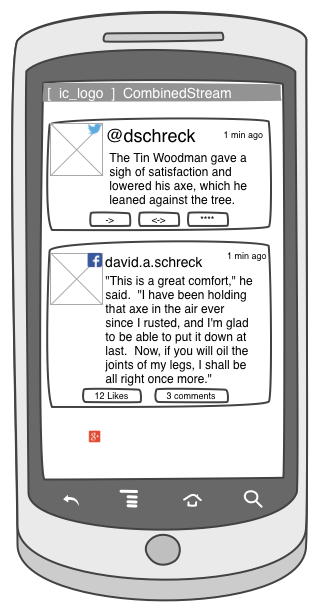 [ ic_logo ] CombinedStream
@dschreck
1 min ago
The Tin Woodman gave a
sigh of satisfaction and
lowered his axe, which he
leaned against the tree.
-> <-> ****
david.a.schreck
1 min ago
"This is a great comfort," he
said. "I have been holding
that axe in the air ever
since I rusted, and I'm glad
to be able to put it down at
last. Now, if you will oil the
joints of my legs, I shall be
all right once more."
12 Likes 3 comments
g+